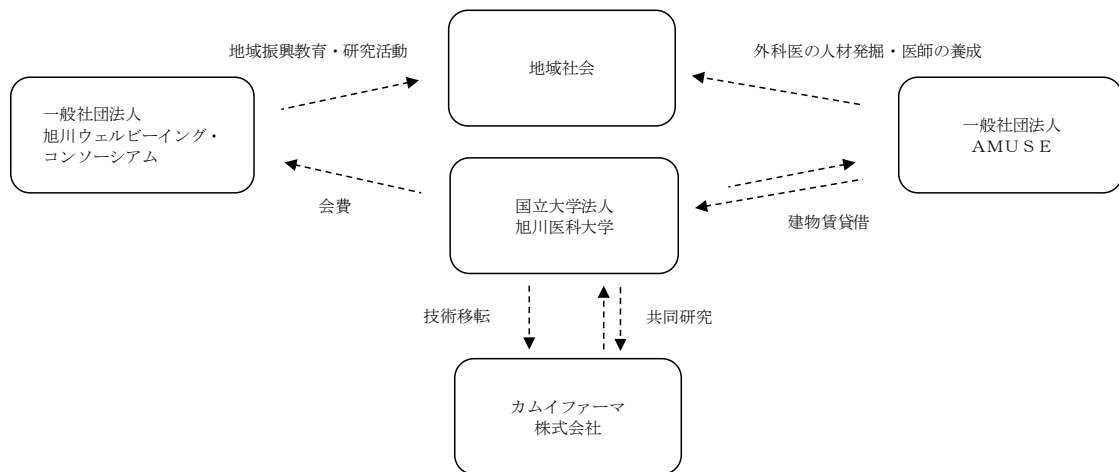 地域振興教育・研究活動
地域社会
外科医の人材発掘・医師の養成
一般社団法人
旭川ウェルビーイング・
コンソーシアム
一般社団法人
AMUSE
会費
国立大学法人
旭川医科大学
建物賃貸借
技術移転
共同研究
カムイファーマ
株式会社